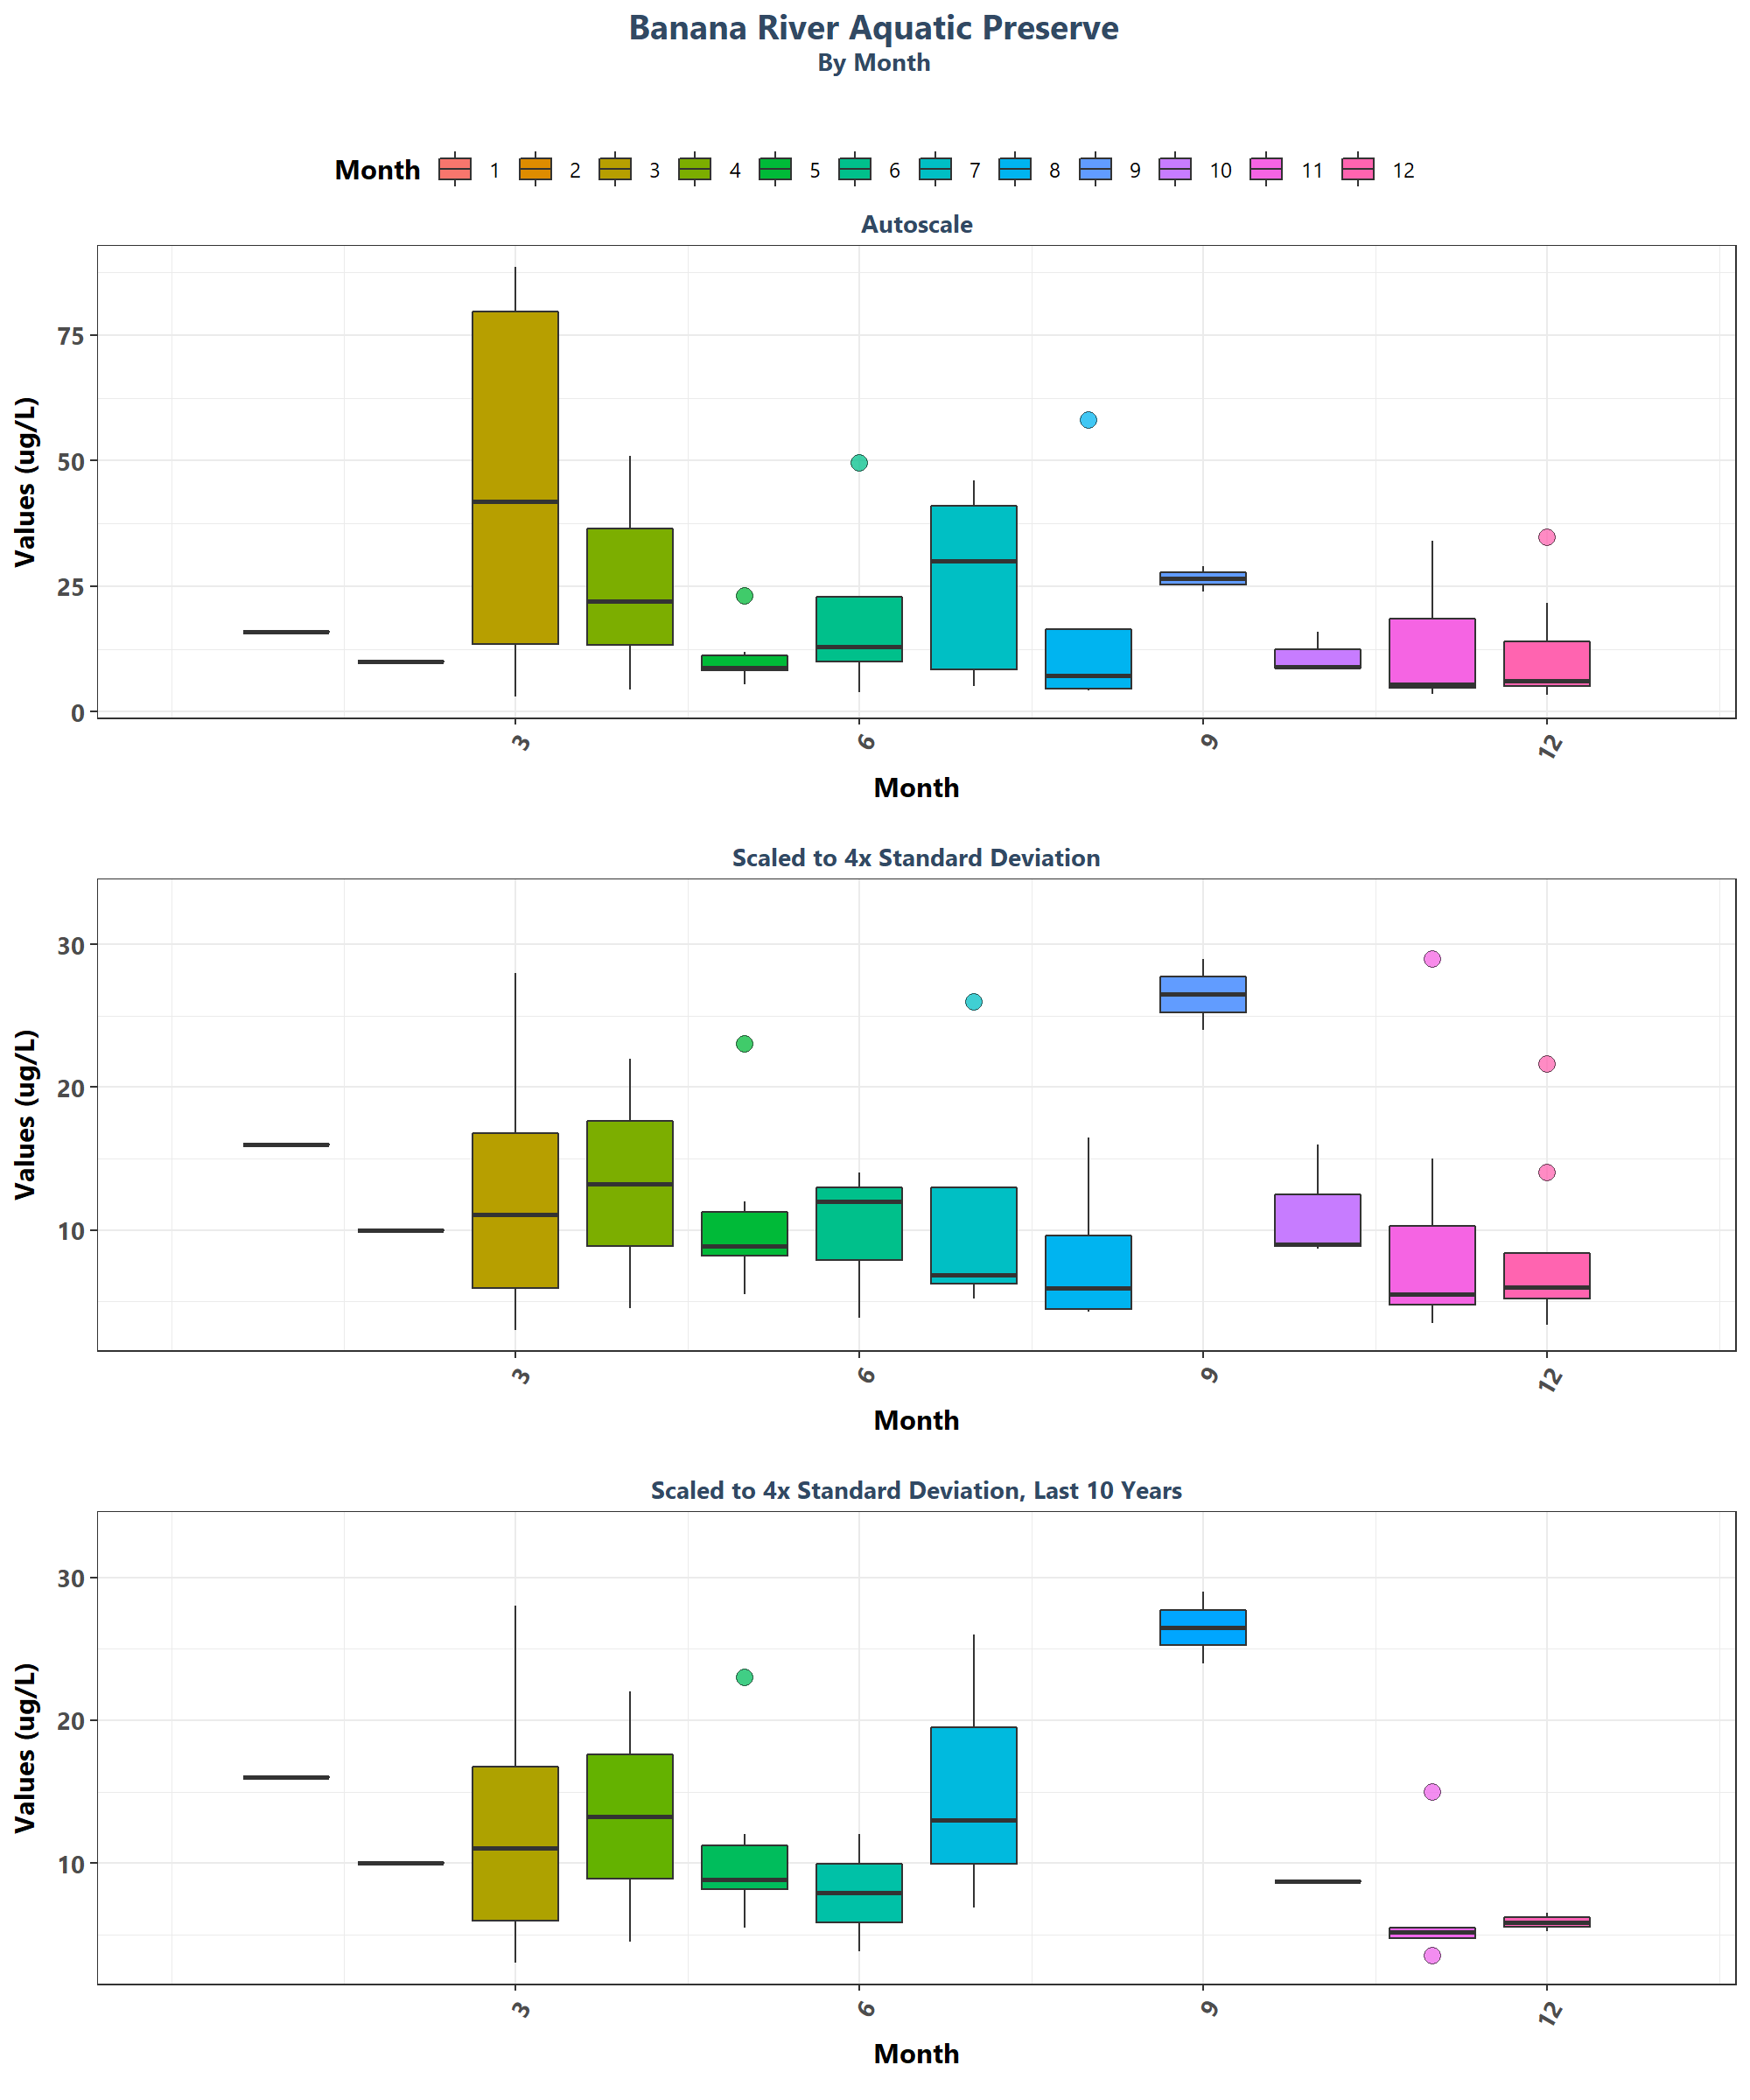 Banana River Aquatic Preserve
By Month
Month 1 2 3 4 5 6 7 8 9 10 11 12
Autoscale
Values (ug/L)
75
50
25
0
3 6 9 12
Month
Scaled to 4x Standard Deviation
Values (ug/L)
30
20
10
3 6 9 12
Month
Scaled to 4x Standard Deviation, Last 10 Years
Values (ug/L)
30
20
10
3 6 9 12
Month